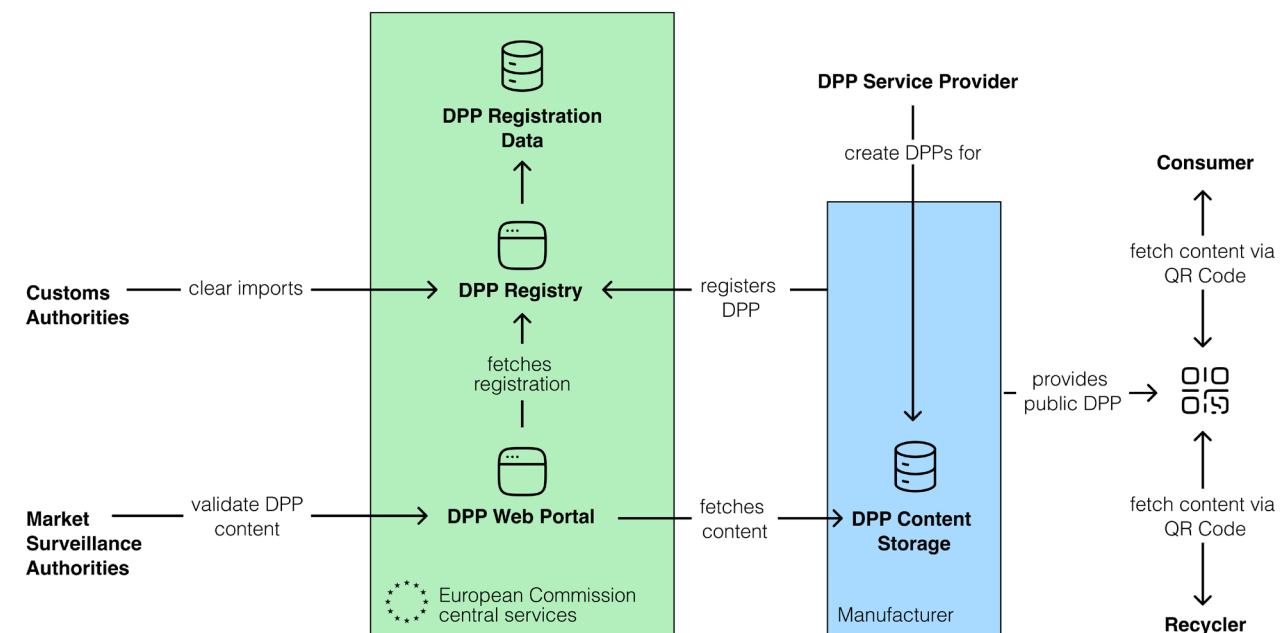 DPP Registration
Data
DPP Service Provider
create DPPs for
Consumer
fetch content via
QR Code
Customs
Authorities
clear imports
DPP Registry
registers
DPP
fetches
registration
provides
public DPP
Market
Surveillance
Authorities
validate DPP
content
DPP Web Portal
fetches
content
DPP Content
Storage
fetch content via
QR Code
European Commission
central services
Manufacturer
Recycler